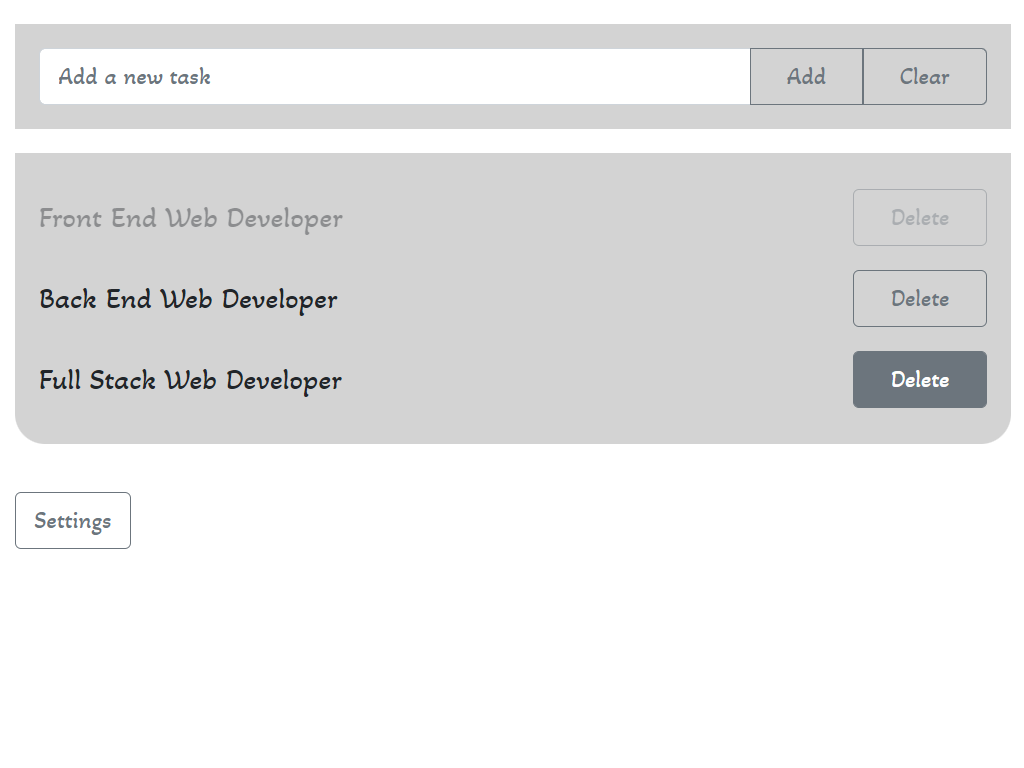 Add a new task Add Clear
Front End Web Developer Delete
Back End Web Developer Delete
Full Stack Web Developer Delete
Settings